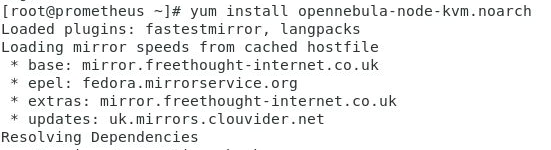 [root@prometheus ~]# yum install opennebula-node-kvm.noarch
Loaded plugins: fastestmirror, langpacks
Loading mirror speeds from cached hostfile
 * base: mirror.freethought-internet.co.uk
 * epel: fedora.mirrorservice.org
 * extras: mirror.freethought-internet.co.uk
 * updates: uk.mirrors.clouvider.net
Resolving Dependencies